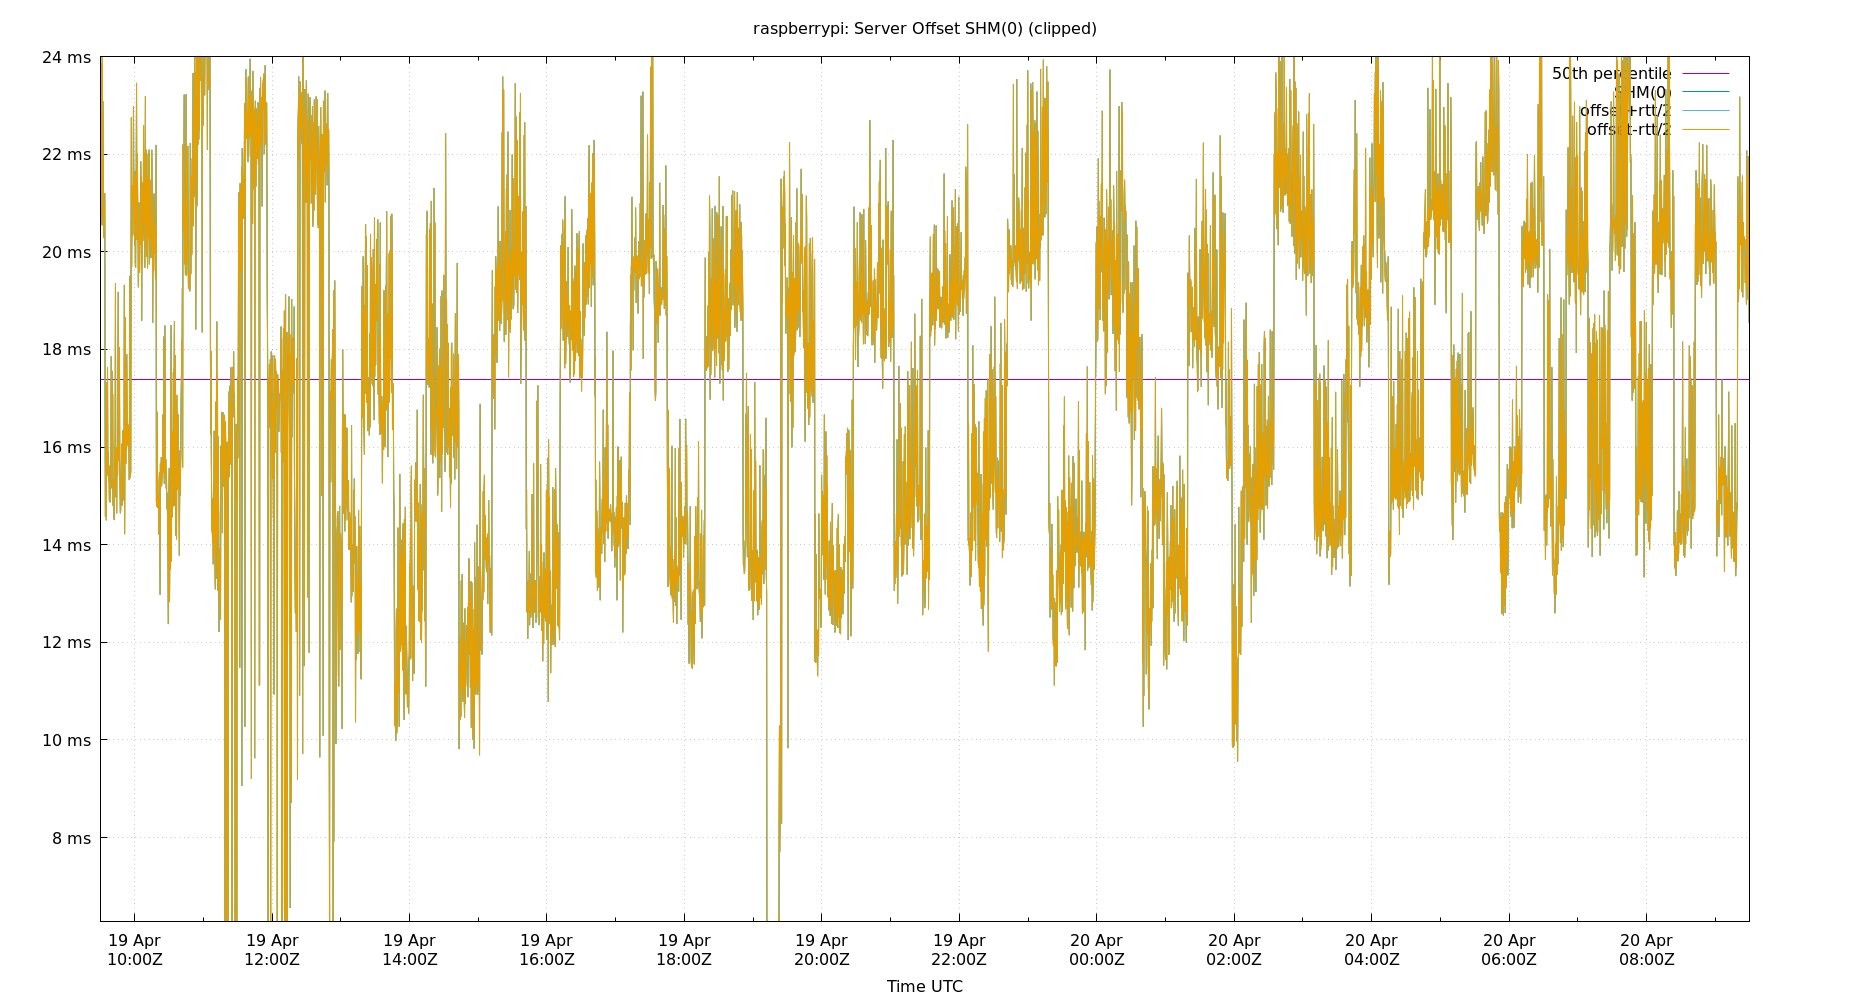 raspberrypi: Server Offset SHM(0) (clipped)
24 ms
22 ms
20 ms
18 ms
16 ms
14 ms
12 ms
10 ms
8 ms
50th percentile
SHM(0)
offset+rtt/2
offset-rtt/2
19 Apr 19 Apr 19 Apr 19 Apr 19 Apr 19 Apr 19 Apr 20 Apr 20 Apr 20 Apr 20 Apr 20 Apr
10:00Z 12:00Z 14:00Z 16:00Z 18:00Z 20:00Z 22:00Z 00:00Z 02:00Z 04:00Z 06:00Z 08:00Z
Time UTC